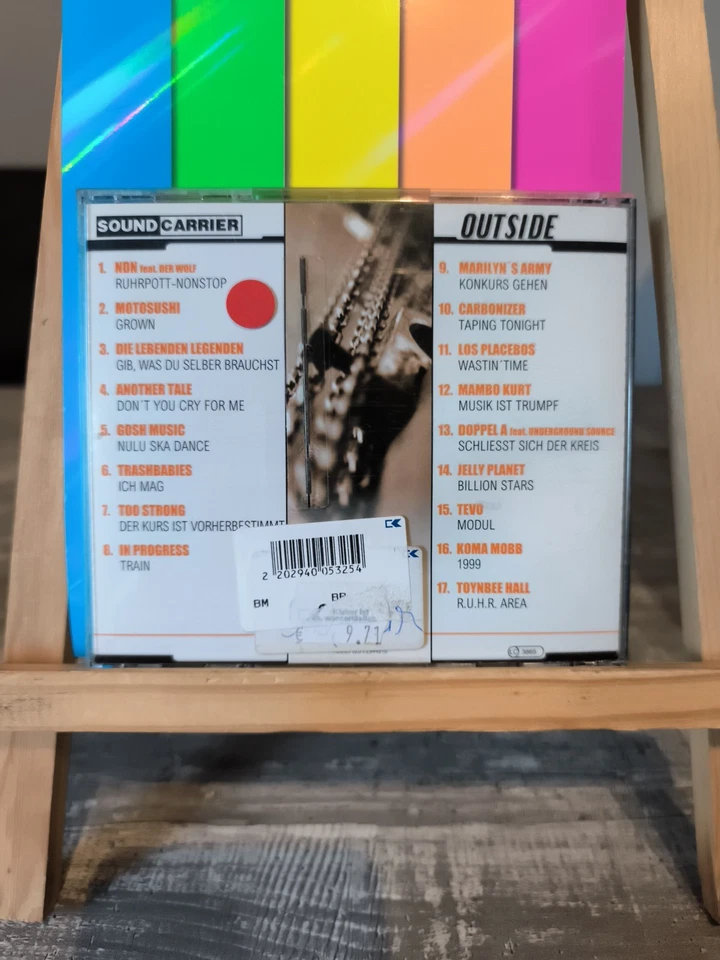 SOUNDCARRIER
1. NDN feat. DER WOLF
RUHRPOTT-NONSTOP
2. MOTOSUSHI
GROWN
3. DIE LEBENDEN LEGENDEN
GIB, WAS DU SELBER BRAUCHST
4. ANOTHER TALE
DON´T YOU CRY FOR ME
5. GOSH MUSIC
NULU SKA DANCE
6. TRASHBABIES
ICH MAG
7. TOO STRONG
DER KURS IST VORHERBESTIMMT
8. IN PROGRESS
TRAIN
OUTSIDE
9. MARILYN´S ARMY
KONKURS GEHEN
10. CARBONIZER
TAPING TONIGHT
11. LOS PLACEBOS
WASTIN´TIME
12. MAMBO KURT
MUSIK IST TRUMPF
13. DOPPEL A feat. UNDERGROUND SOURCE
SCHLIESST SICH DER KREIS
14. JELLY PLANET
BILLION STARS
15. TEVO
MODUL
16. KOMA MOBB
1999
17. TOYNBEE HALL
R.U.H.R. AREA
2 202940 053254
BM
€ 9.71